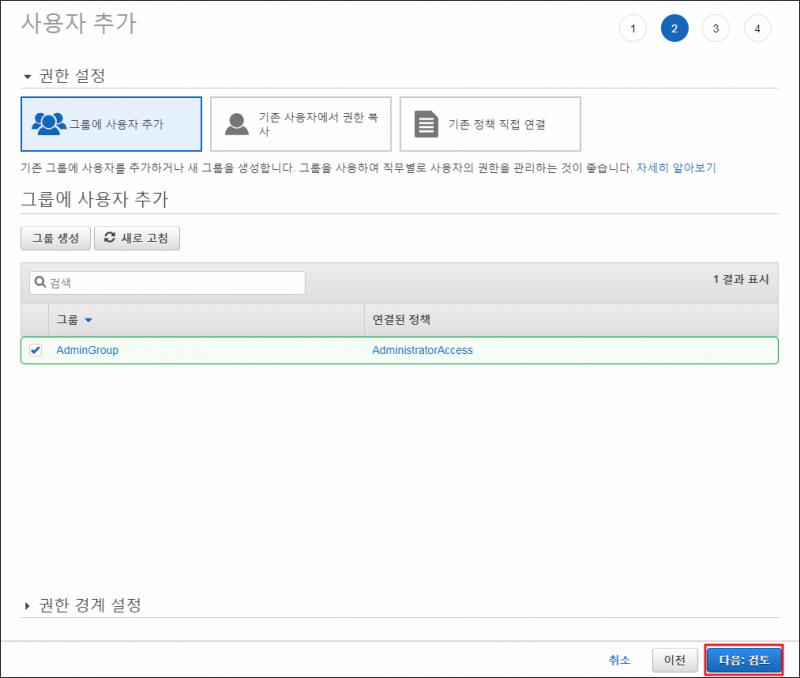 사용자 추가
1 2 3 4
권한 설정
그룹에 사용자 추가
기존 사용자에서 권한 복
사
기존 정책 직접 연결
기존 그룹에 사용자를 추가하거나 새 그룹을 생성합니다. 그룹을 사용하여 직무별로 사용자의 권한을 관리하는 것이 좋습니다. 자세히 알아보기
그룹에 사용자 추가
그룹 생성 새로 고침
검색 1 결과 표시
그룹 연결된 정책
AdminGroup AdministratorAccess
권한 경계 설정
취소 이전 다음: 검토